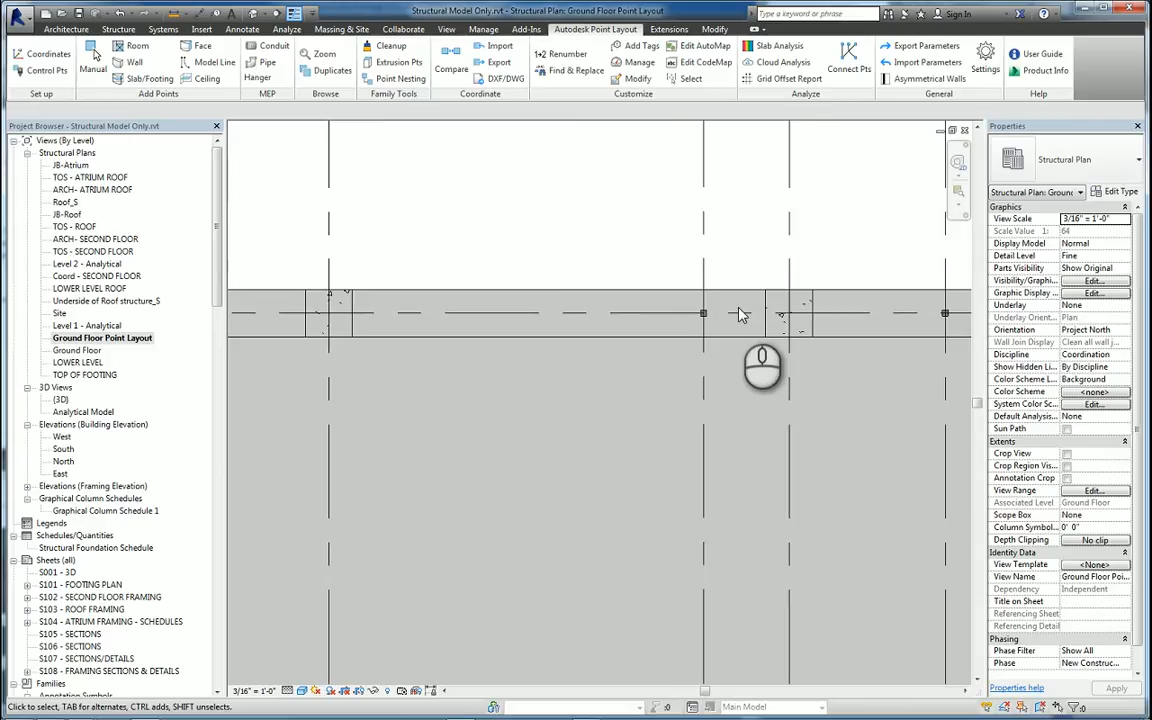 Structural Model Only.rvt - Structural Plan: Ground Floor Point Layout
Type a keyword or phrase
Sign In
Architecture Structure Systems Insert Annotate Analyze Massing & Site Collaborate View Manage Add-Ins Autodesk Point Layout Extensions Modify
Coordinates
Control Pts
Set up
Manual
Room
Wall
Slab/Footing
Face
Model Line
Ceiling
Add Points
Conduit
Pipe
Hanger
MEP
Zoom
Duplicates
Browse
Cleanup
Extrusion Pts
Point Nesting
Family Tools
Compare
Import
Export
DXF/DWG
Coordinate
Renumber
Find & Replace
Add Tags
Manage
Modify
Edit AutoMap
Edit CodeMap
Select
Customize
Slab Analysis
Cloud Analysis
Grid Offset Report
Connect Pts
Analyze
Export Parameters
Import Parameters
Asymmetrical Walls
Settings
General
User Guide
Product Info
Help
Project Browser - Structural Model Only.rvt
Views (By Level)
Structural Plans
JB-Atrium
TOS - ATRIUM ROOF
ARCH- ATRIUM ROOF
Roof_S
JB-Roof
TOS - ROOF
ARCH- SECOND FLOOR
TOS - SECOND FLOOR
Level 2 - Analytical
Coord - SECOND FLOOR
LOWER LEVEL ROOF
Underside of Roof structure_S
Site
Level 1 - Analytical
Ground Floor Point Layout
Ground Floor
LOWER LEVEL
TOP OF FOOTING
3D Views
{3D}
Analytical Model
Elevations (Building Elevation)
West
South
North
East
Elevations (Framing Elevation)
Graphical Column Schedules
Graphical Column Schedule 1
Legends
Schedules/Quantities
Structural Foundation Schedule
Sheets (all)
S001 - 3D
S101 - FOOTING PLAN
S102 - SECOND FLOOR FRAMING
S103 - ROOF FRAMING
S104 - ATRIUM FRAMING - SCHEDULES
S105 - SECTIONS
S106 - SECTIONS
S107 - SECTIONS/DETAILS
S108 - FRAMING SECTIONS & DETAILS
Families
Annotation Symbols
Properties
Structural Plan
Structural Plan: Ground
Edit Type
Graphics
View Scale 3/16" = 1'-0"
Scale Value 1: 64
Display Model Normal
Detail Level Fine
Parts Visibility Show Original
Visibility/Graphi... Edit...
Graphic Display ... Edit...
Underlay None
Underlay Orient... Plan
Orientation Project North
Wall Join Display Clean all wall j...
Discipline Coordination
Show Hidden Li... By Discipline
Color Scheme L... Background
Color Scheme <none>
System Color Sc... Edit...
Default Analysis... None
Sun Path
Extents
Crop View
Crop Region Vis...
Annotation Crop
View Range Edit...
Associated Level Ground Floor
Scope Box None
Column Symbol... 0' 0"
Depth Clipping No clip
Identity Data
View Template <None>
View Name Ground Floor Poi...
Dependency Independent
Title on Sheet
Referencing Sheet
Referencing Detail
Phasing
Phase Filter Show All
Phase New Construc...
Properties help
Apply
3/16" = 1'-0"
Click to select, TAB for alternates, CTRL adds, SHIFT unselects.
:0
Main Model
:0